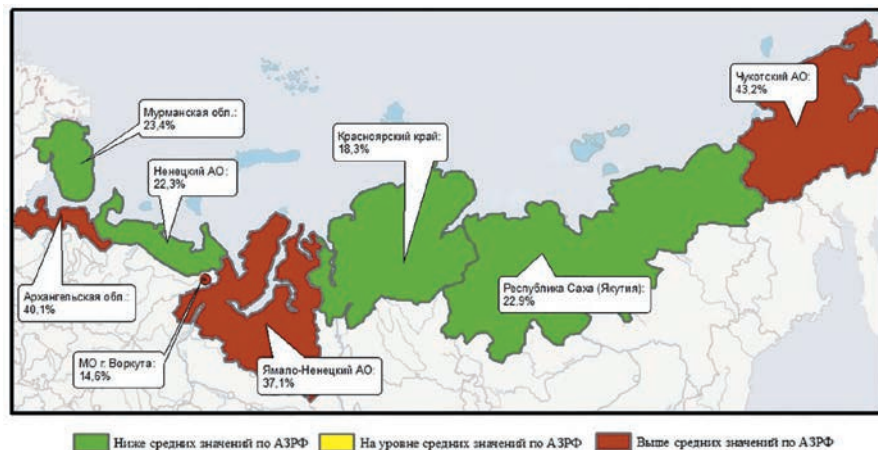 Мурманская обл.:
23,4%
Ненецкий АО:
22,3%
Красноярский край:
18,3%
Чукотский АО:
43,2%
Архангельская обл.:
40,1%
МО г. Воркута:
14,6%
Ямало-Ненецкий АО:
37,1%
Республика Саха (Якутия):
22,9%
Ниже средних значений по АЗРФ
На уровне средних значений по АЗРФ
Выше средних значений по АЗРФ